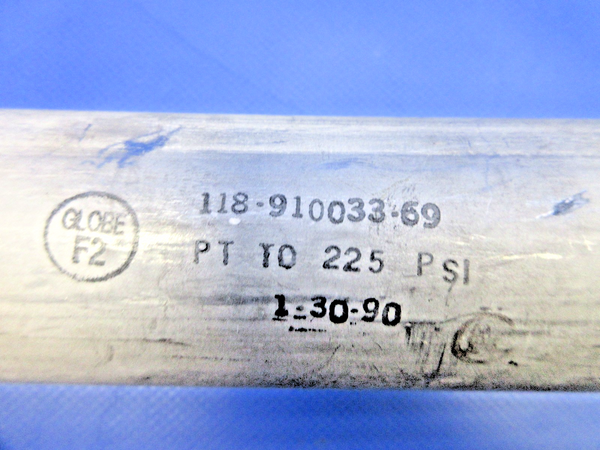 GLOBE
F2
118-910033-69
PT TO 225 PSI
1-30-90